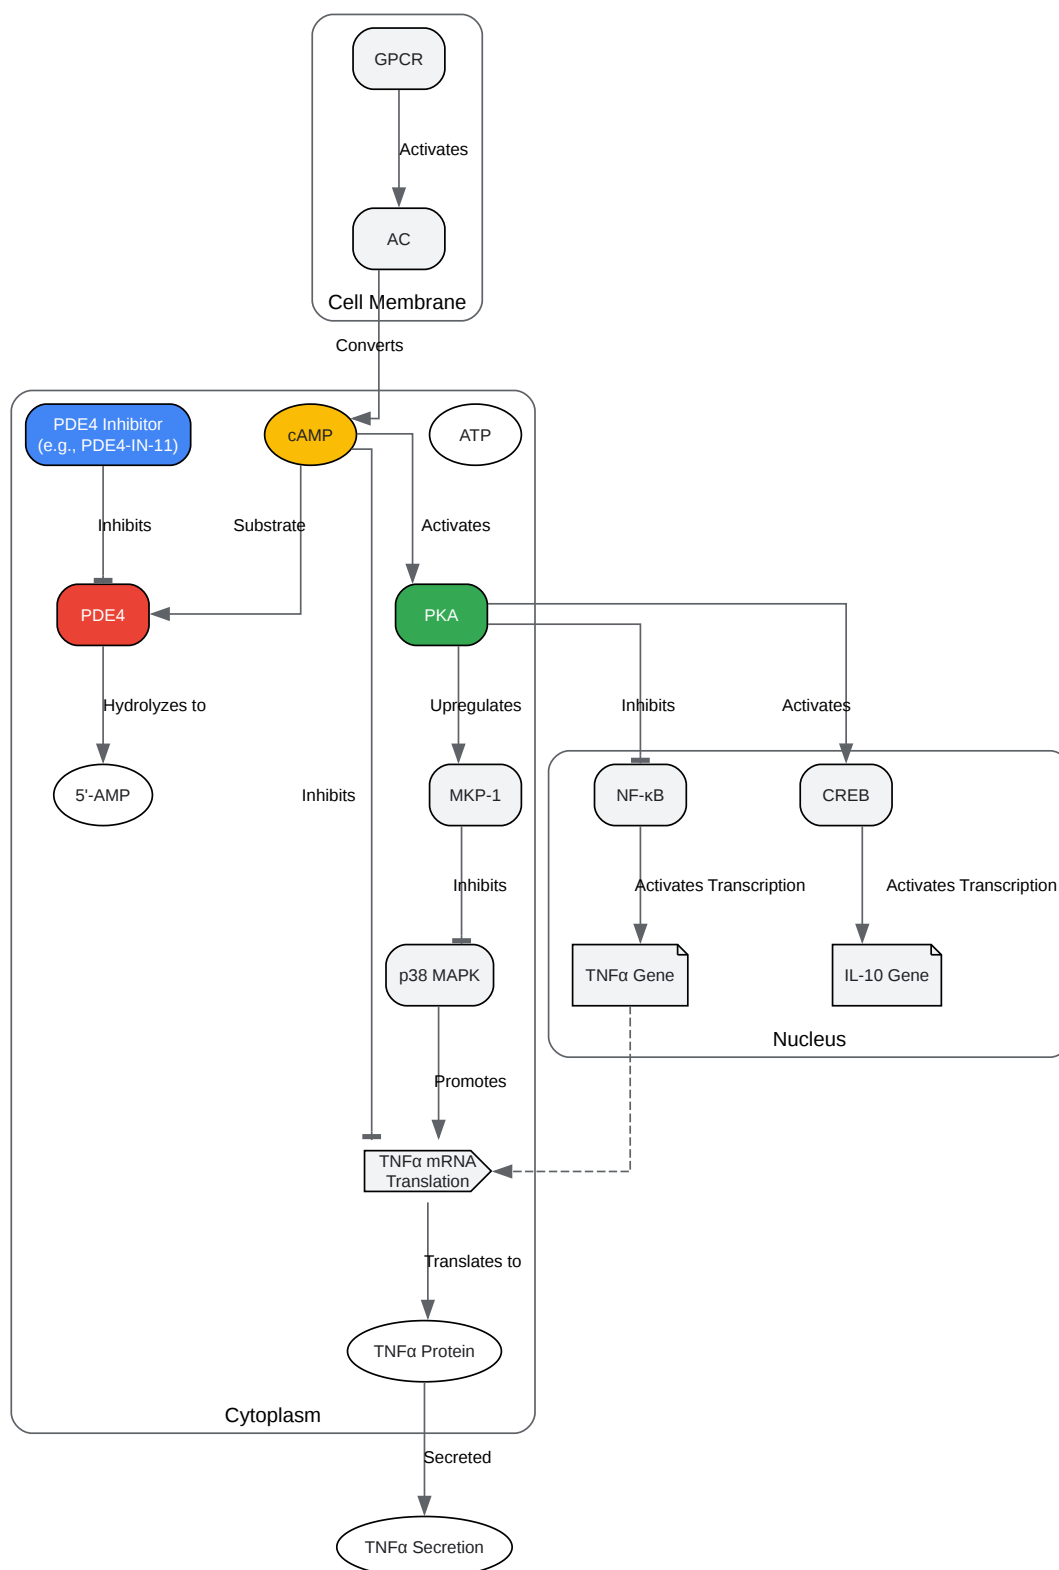 GPCR
Activates
AC
Cell Membrane
Converts
PDE4 Inhibitor
(e.g., PDE4-IN-11)
cAMP
ATP
Inhibits
Substrate
Activates
PDE4
PKA
Hydrolyzes to
Upregulates
Inhibits
Activates
5'-AMP
Inhibits
MKP-1
NF-κB
CREB
Inhibits
Activates Transcription
Activates Transcription
p38 MAPK
TNFα Gene
IL-10 Gene
Nucleus
Promotes
TNFα mRNA
Translation
Translates to
TNFα Protein
Cytoplasm
Secreted
TNFα Secretion